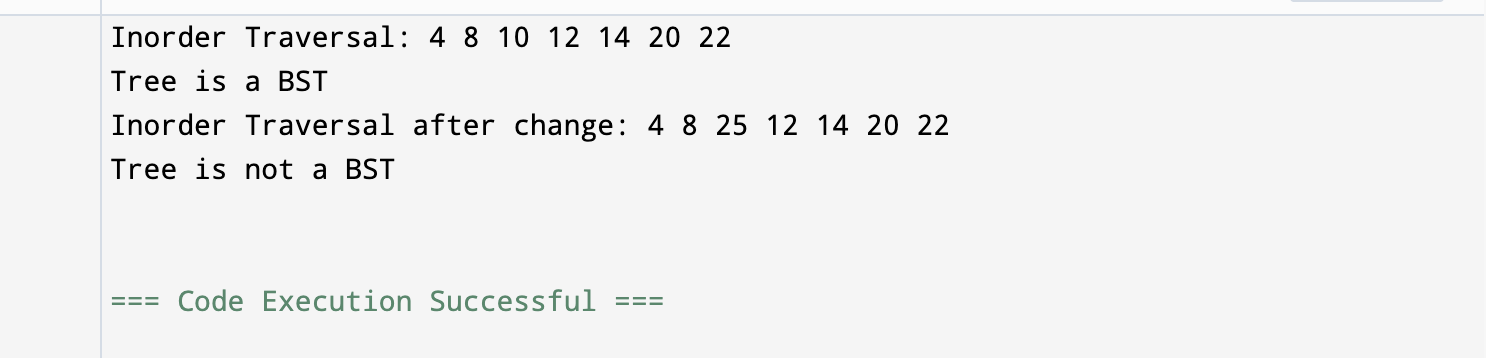 Inorder Traversal: 4 8 10 12 14 20 22
Tree is a BST
Inorder Traversal after change: 4 8 25 12 14 20 22
Tree is not a BST
=== Code Execution Successful ===